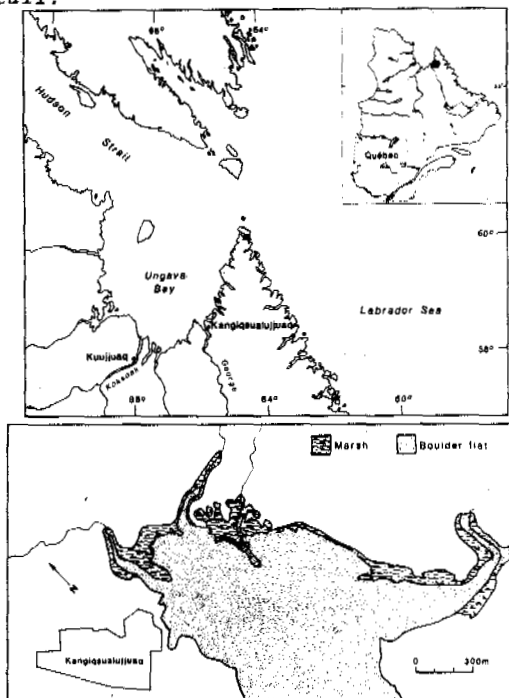 68°
64°
Hudson
Strait
Québec
60°
Ungava
Bay
Labrador Sea
Kangiqsualujjuaq
58°
Kuujjuaq
Koksoak
George
68°
64°
60°
Marsh
Boulder flat
N
Kangiqsualujjuaq
0 300m